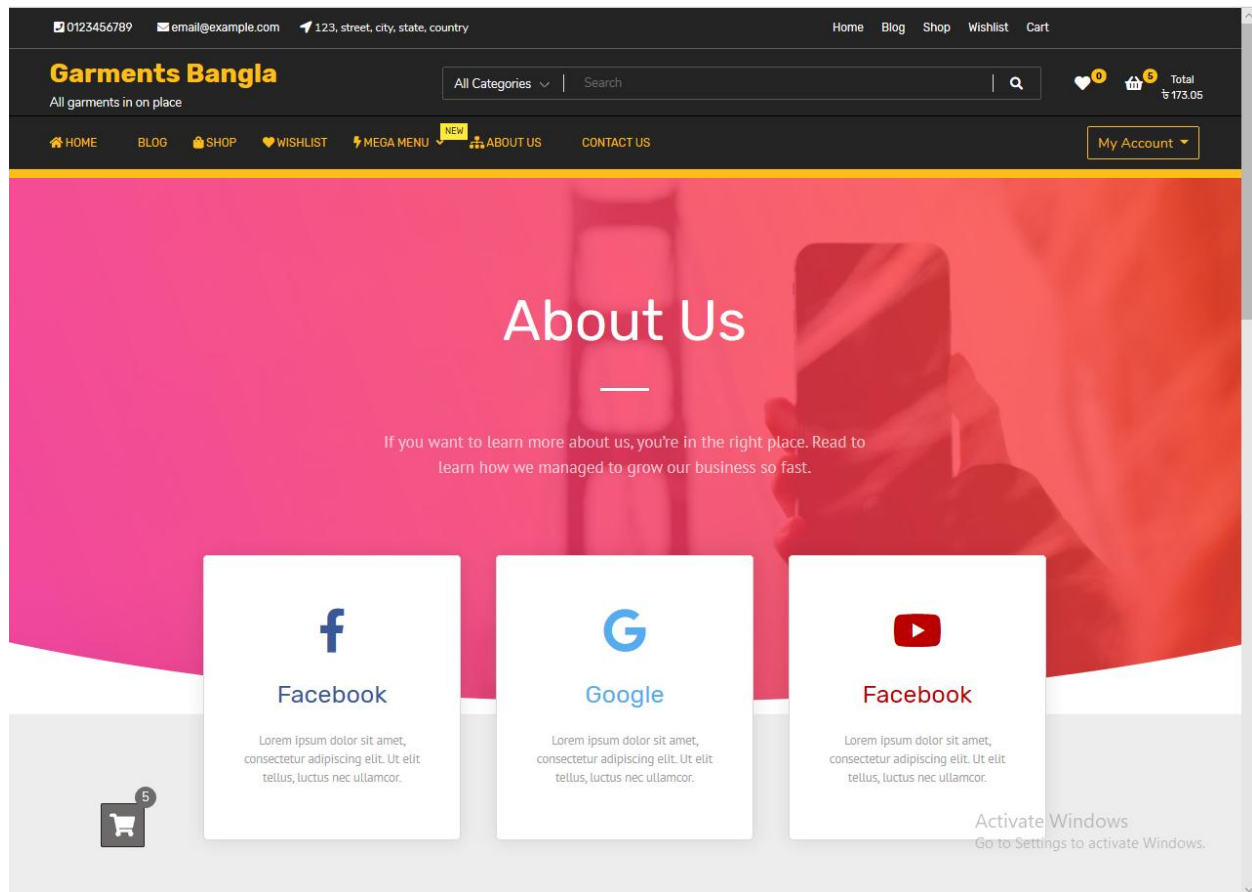 0123456789 email@example.com 123, street, city, state, country Home Blog Shop Wishlist Cart
Garments Bangla
All garments in on place
All Categories Search 0 5 Total
৳ 173.05
HOME BLOG SHOP WISHLIST MEGA MENU NEW ABOUT US CONTACT US My Account
About Us
If you want to learn more about us, you're in the right place. Read to
learn how we managed to grow our business so fast.
Facebook Google Facebook
Lorem ipsum dolor sit amet, Lorem ipsum dolor sit amet, Lorem ipsum dolor sit amet,
consectetur adipiscing elit. Ut elit consectetur adipiscing elit. Ut elit consectetur adipiscing elit. Ut elit
tellus, luctus nec ullamcor. tellus, luctus nec ullamcor. tellus, luctus nec ullamcor.
5
Activate Windows
Go to Settings to activate Windows.